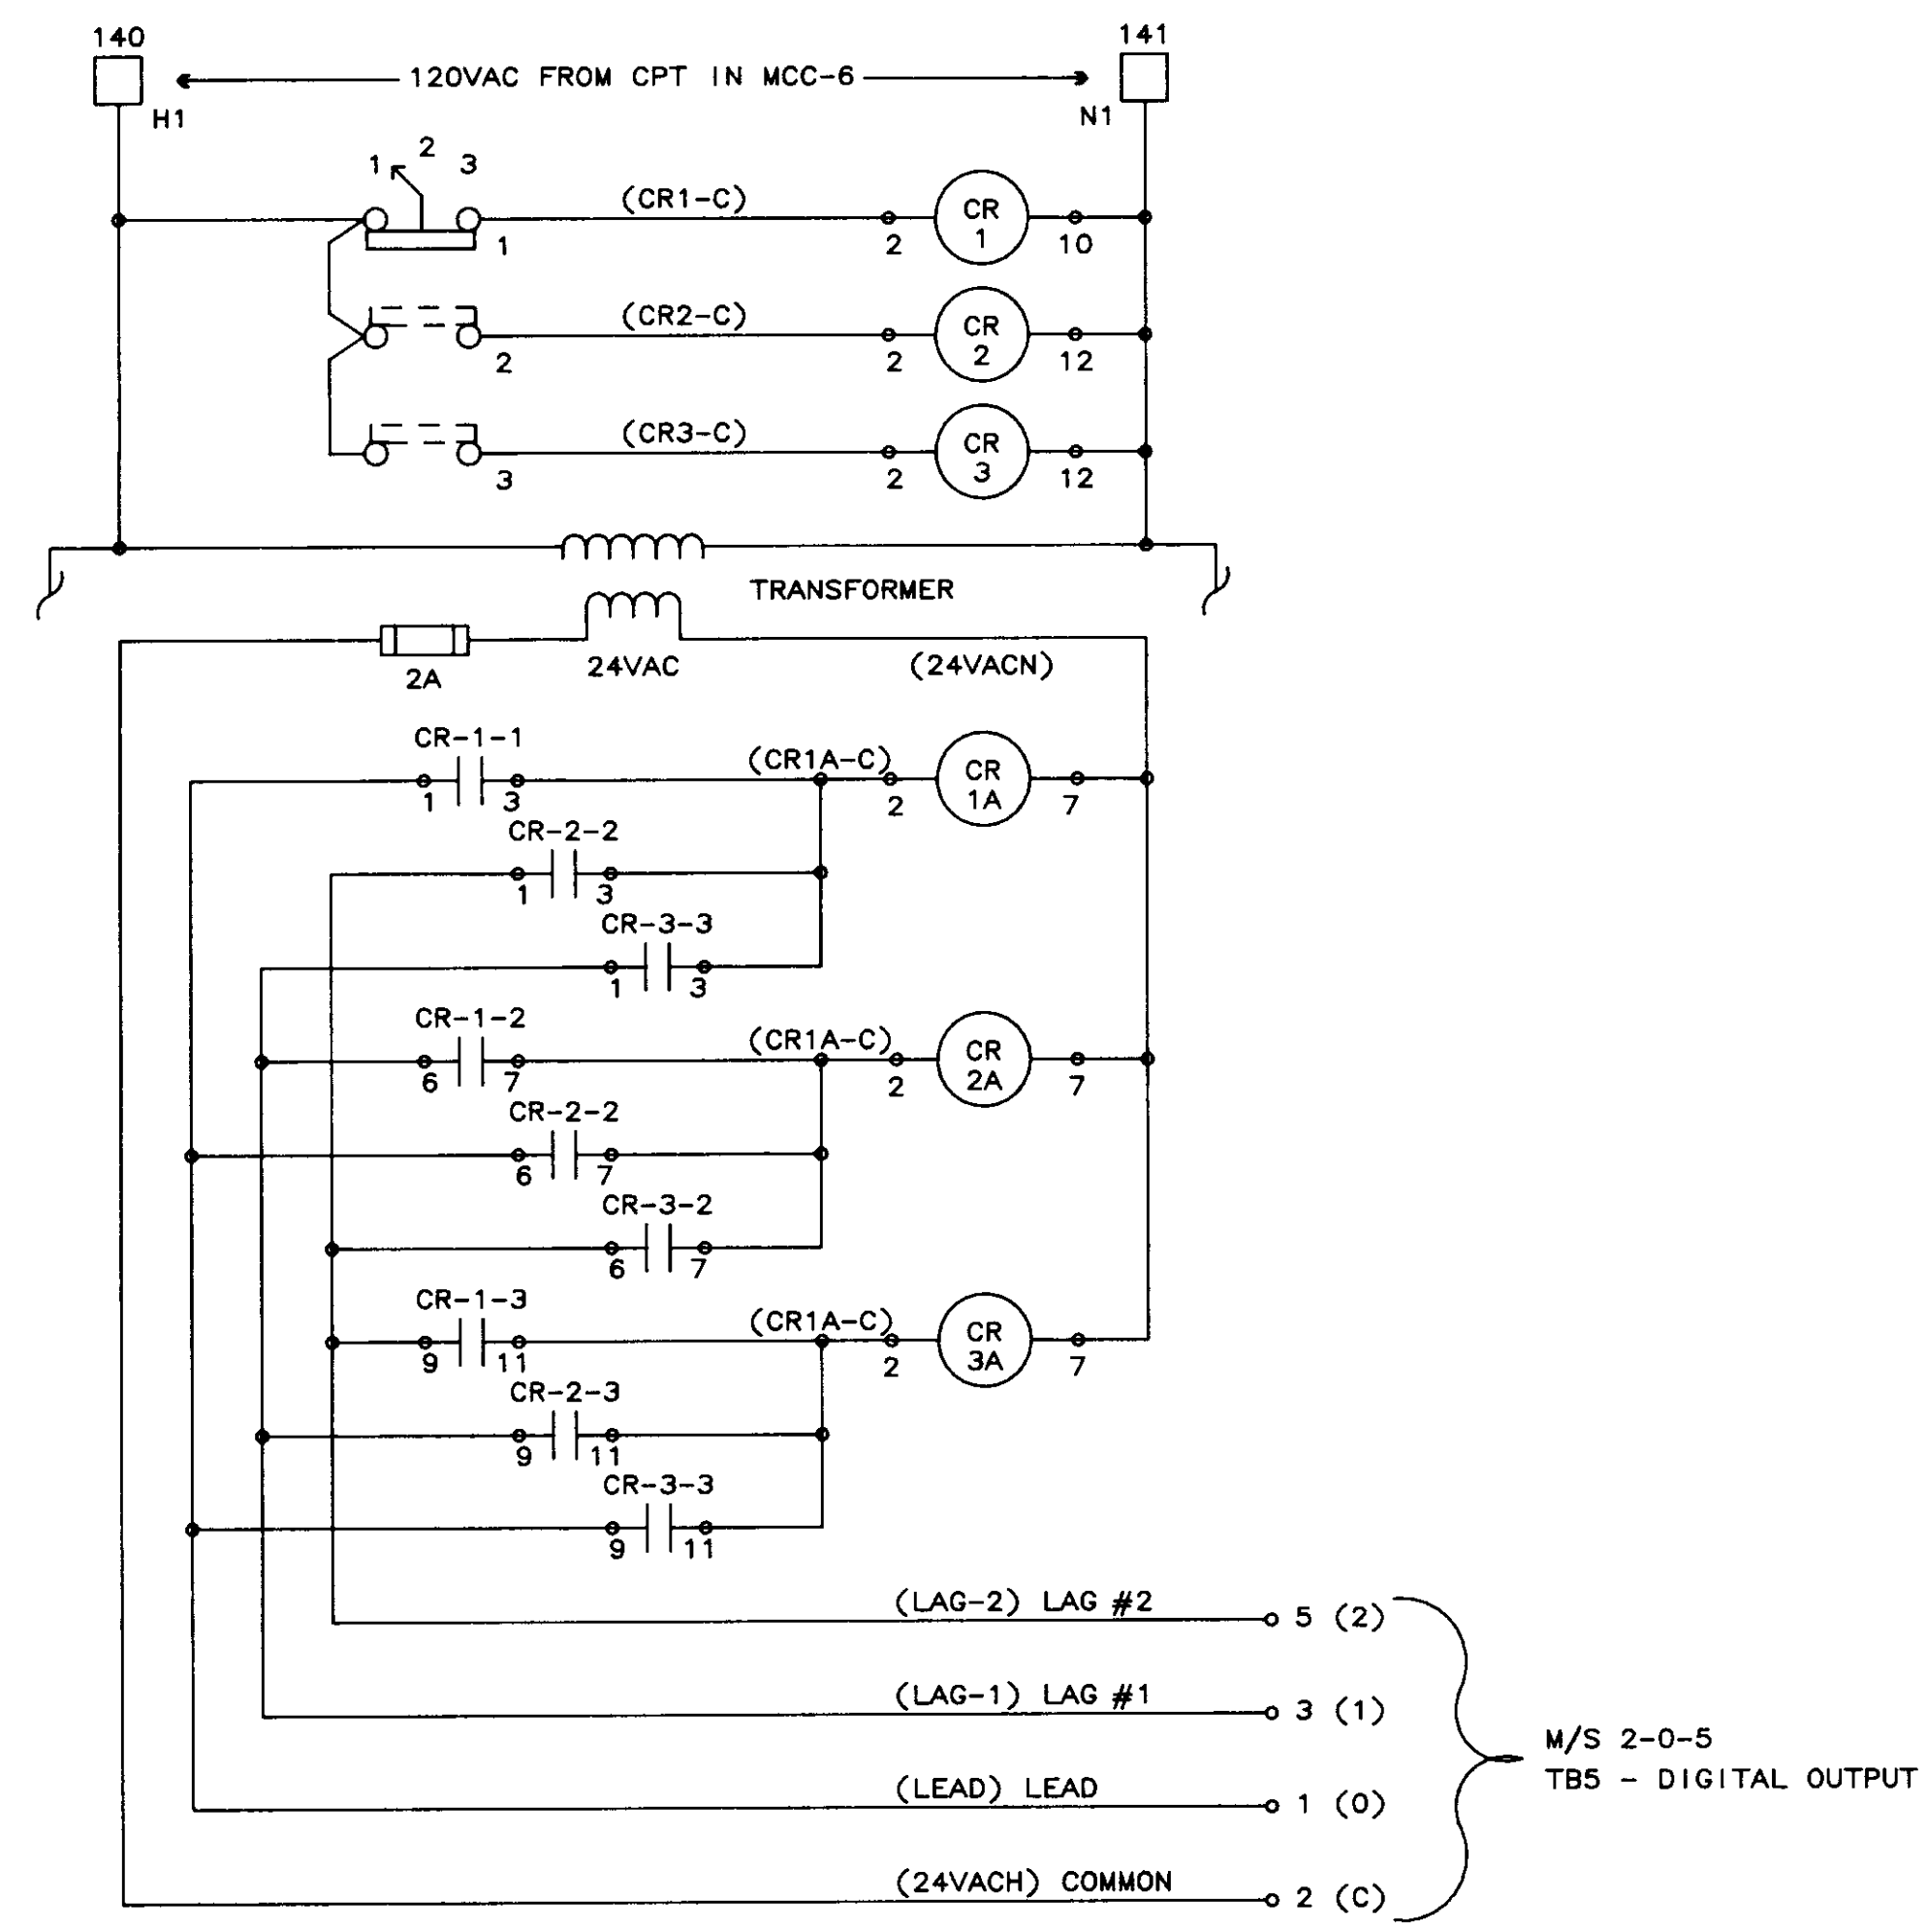 140
141
120VAC FROM CPT IN MCC-6
H1
N1
1 2 3
(CR1-C)
CR
1
1
2
10
(CR2-C)
CR
2
2
2
12
(CR3-C)
CR
3
3
2
12
TRANSFORMER
2A
24VAC
(24VACN)
CR-1-1
(CR1A-C)
CR
1A
1
3
2
7
CR-2-2
1
3
CR-3-3
1
3
CR-1-2
(CR1A-C)
CR
2A
6
7
2
7
CR-2-2
6
7
CR-3-2
6
7
CR-1-3
(CR1A-C)
CR
3A
9
11
2
7
CR-2-3
9
11
CR-3-3
9
11
(LAG-2) LAG #2
5 (2)
(LAG-1) LAG #1
3 (1)
M/S 2-0-5
TB5 - DIGITAL OUTPUT
(LEAD) LEAD
1 (0)
(24VACH) COMMON
2 (C)